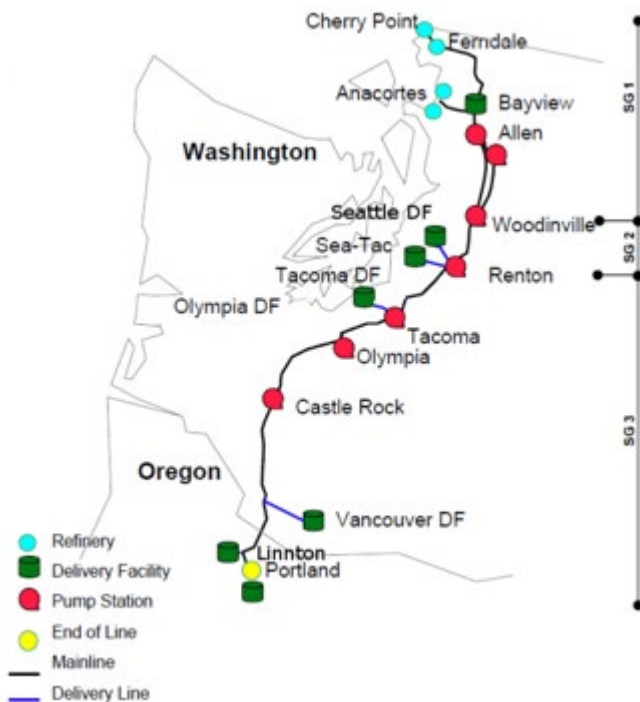 Cherry Point
Ferndale
Anacortes
Bayview
Allen
SG 1
Washington
Seattle DF
Woodinville
Sea-Tac
SG 2
Tacoma DF
Renton
Olympia DF
Tacoma
Olympia
Castle Rock
SG 3
Oregon
Vancouver DF
Refinery
Linnton
Delivery Facility
Portland
Pump Station
End of Line
Mainline
Delivery Line